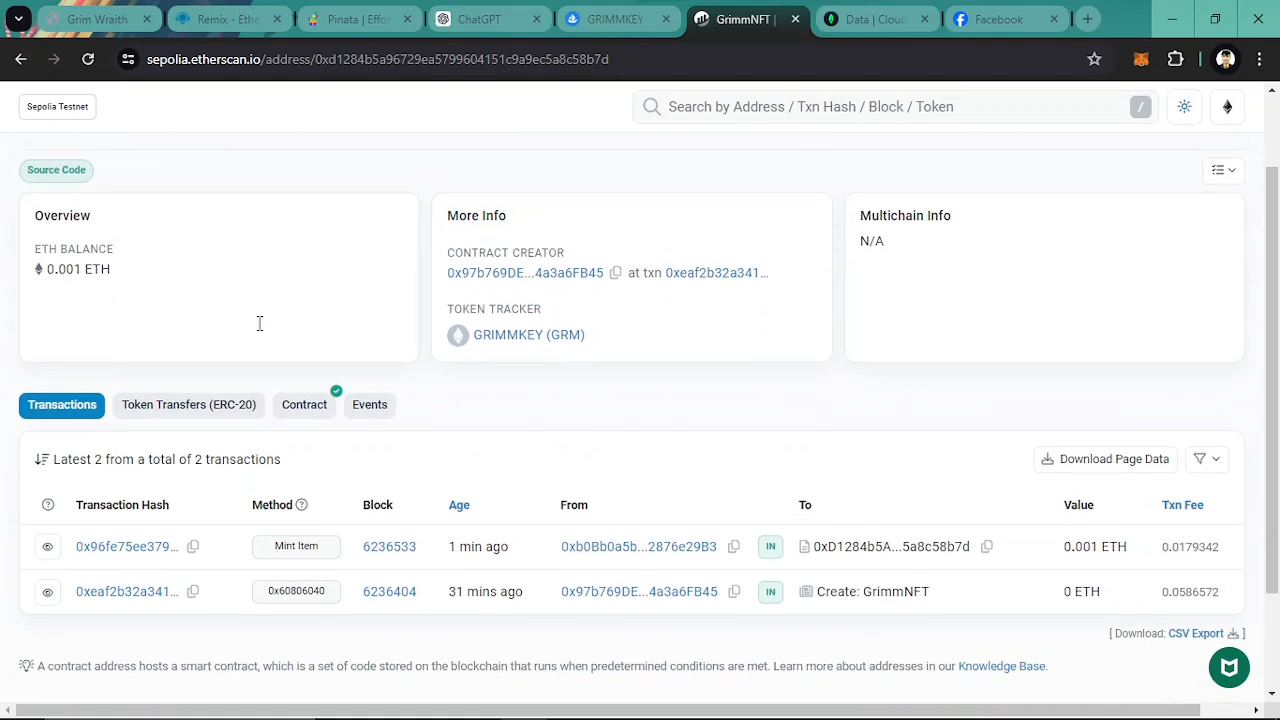 Grim Wraith
Remix - Ethe
Pinata | Effor
ChatGPT
GRIMMKEY
GrimmNFT |
Data | Cloud
Facebook
sepolia.etherscan.io/address/0xd1284b5a96729ea5799604151c9a9ec5a8c58b7d
Sepolia Testnet
Search by Address / Txn Hash / Block / Token
/
Source Code
Overview
ETH BALANCE
0.001 ETH
More Info
CONTRACT CREATOR
0x97b769DE...4a3a6FB45 at txn 0xeaf2b32a341...
TOKEN TRACKER
GRIMMKEY (GRM)
Multichain Info
N/A
Transactions
Token Transfers (ERC-20)
Contract
Events
Latest 2 from a total of 2 transactions
Download Page Data
Transaction Hash Method Block Age From To Value Txn Fee
0x96fe75ee379... Mint Item 6236533 1 min ago 0xb0Bb0a5b...2876e29B3 IN 0xD1284b5A...5a8c58b7d 0.001 ETH 0.0179342
0xeaf2b32a341... 0x60806040 6236404 31 mins ago 0x97b769DE...4a3a6FB45 IN Create: GrimmNFT 0 ETH 0.0586572
[ Download: CSV Export ]
A contract address hosts a smart contract, which is a set of code stored on the blockchain that runs when predetermined conditions are met. Learn more about addresses in our Knowledge Base.